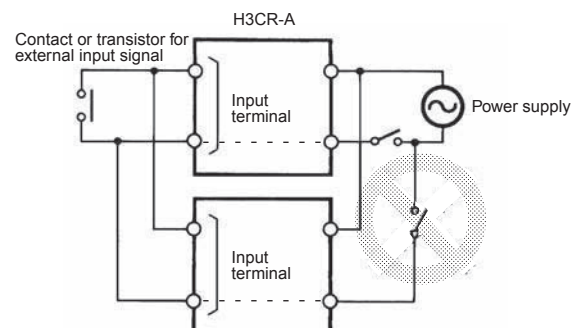 H3CR-A
Contact or transistor for
external input signal
Input
terminal
Power supply
Input
terminal